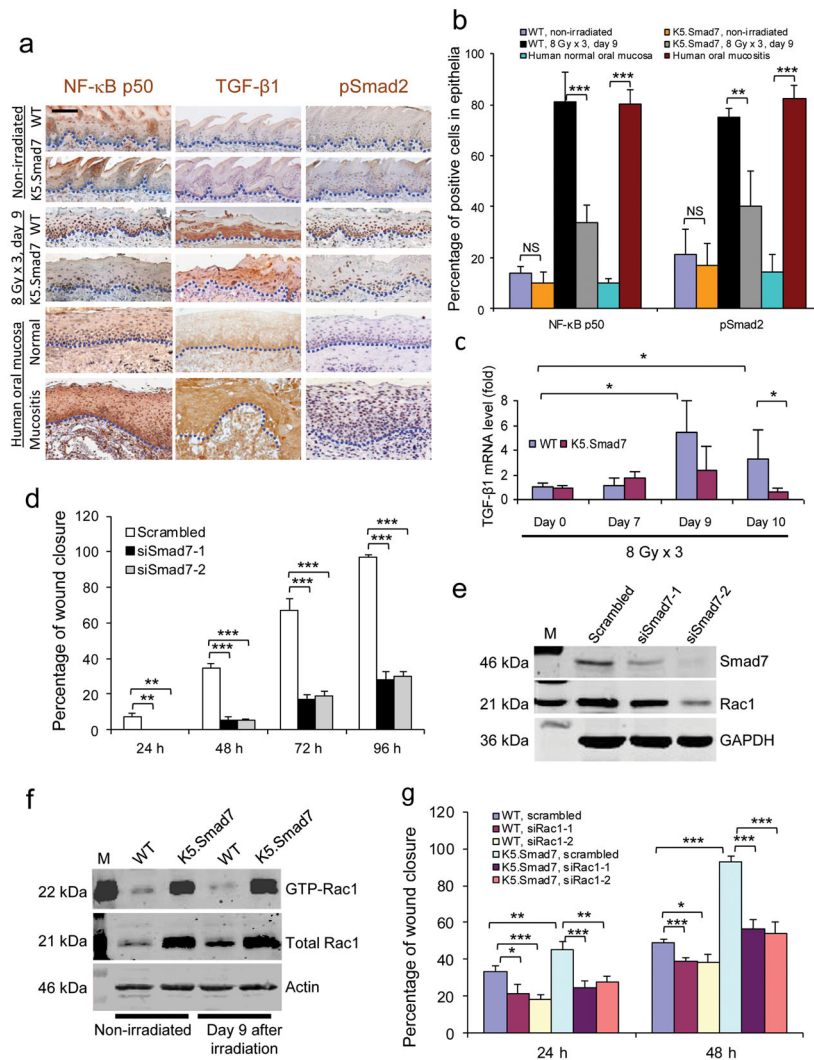 a
NF-κB p50 TGF-β1 pSmad2
Non-irradiated
WT
K5.Smad7
8 Gy x 3, day 9
WT
K5.Smad7
Human oral mucosa
Normal
Mucositis
b
WT, non-irradiated K5.Smad7, non-irradiated
WT, 8 Gy x 3, day 9 K5.Smad7, 8 Gy x 3, day 9
Human normal oral mucosa Human oral mucositis
Percentage of positive cells in epithelia
100
80
60
40
20
0
NS *** *** NS ** ***
NF-κB p50 pSmad2
c
TGF-β1 mRNA level (fold)
8
6
4
2
0
WT K5.Smad7
*
*
*
Day 0 Day 7 Day 9 Day 10
8 Gy x 3
d
Percentage of wound closure
120
100
80
60
40
20
0
Scrambled
siSmad7-1
siSmad7-2
**
**
***
***
***
***
***
***
24 h 48 h 72 h 96 h
e
M Scrambled siSmad7-1 siSmad7-2
46 kDa Smad7
21 kDa Rac1
36 kDa GAPDH
f
M WT K5.Smad7 WT K5.Smad7
22 kDa GTP-Rac1
21 kDa Total Rac1
46 kDa Actin
Non-irradiated Day 9 after
irradiation
g
Percentage of wound closure
120
100
80
60
40
20
0
WT, scrambled
WT, siRac1-1
WT, siRac1-2
K5.Smad7, scrambled
K5.Smad7, siRac1-1
K5.Smad7, siRac1-2
**
***
*
**
***
***
*
***
***
***
24 h 48 h